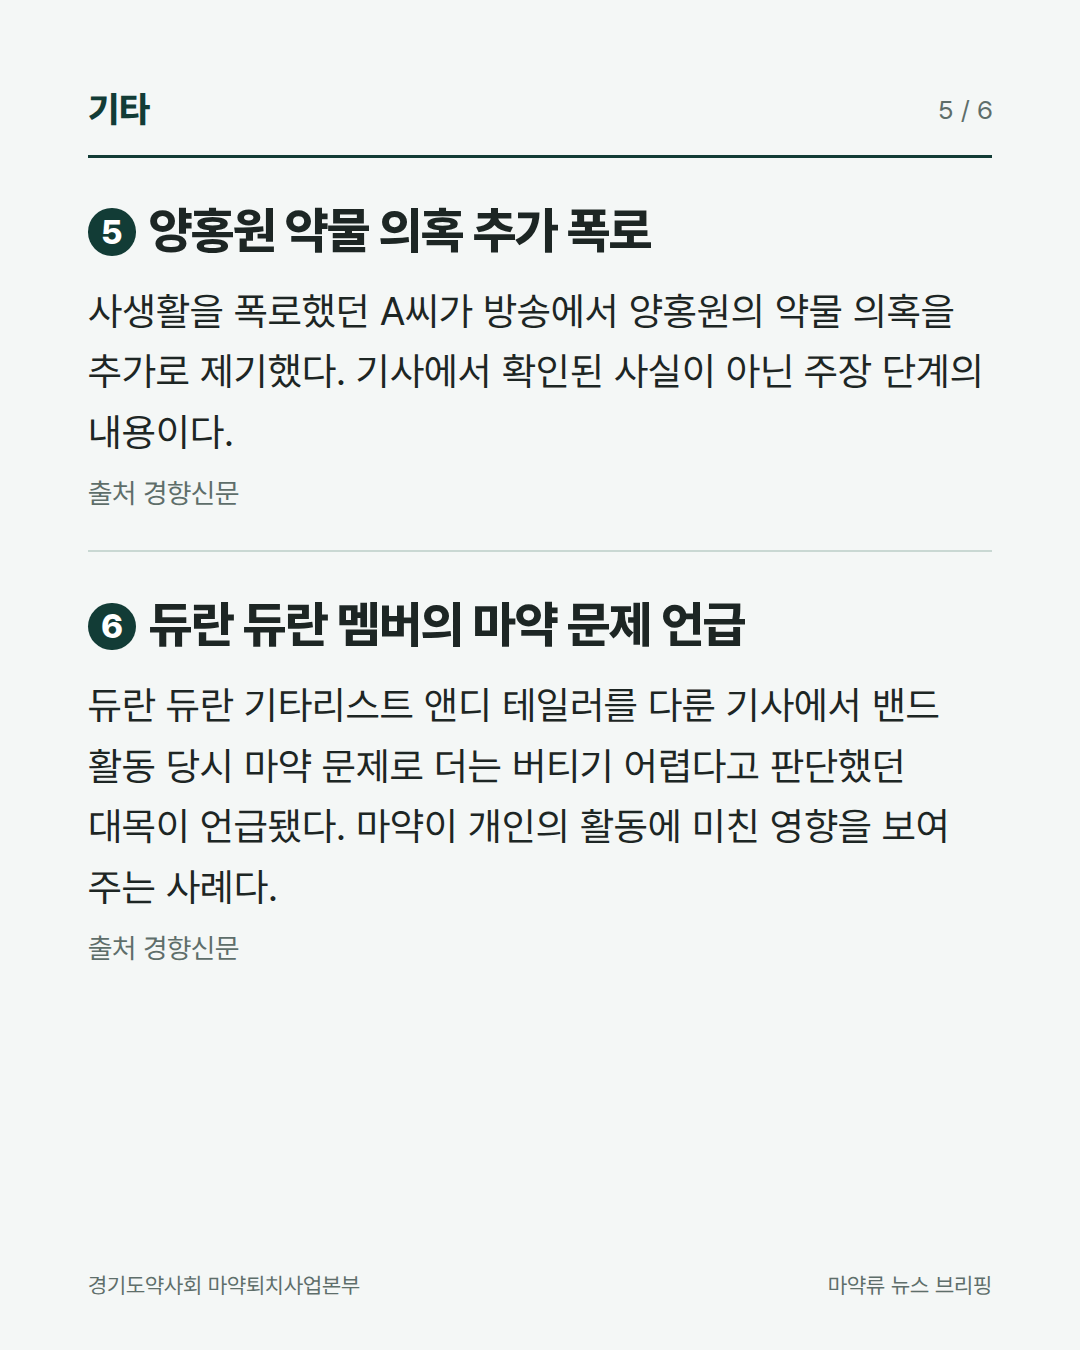 기타
5 / 6
5 양홍원 약물 의혹 추가 폭로
사생활을 폭로했던 A씨가 방송에서 양홍원의 약물 의혹을
추가로 제기했다. 기사에서 확인된 사실이 아닌 주장 단계의
내용이다.
출처 경향신문
6 듀란 듀란 멤버의 마약 문제 언급
듀란 듀란 기타리스트 앤디 테일러를 다룬 기사에서 밴드
활동 당시 마약 문제로 더는 버티기 어렵다고 판단했던
대목이 언급됐다. 마약이 개인의 활동에 미친 영향을 보여
주는 사례다.
출처 경향신문
경기도약사회 마약퇴치사업본부
마약류 뉴스 브리핑